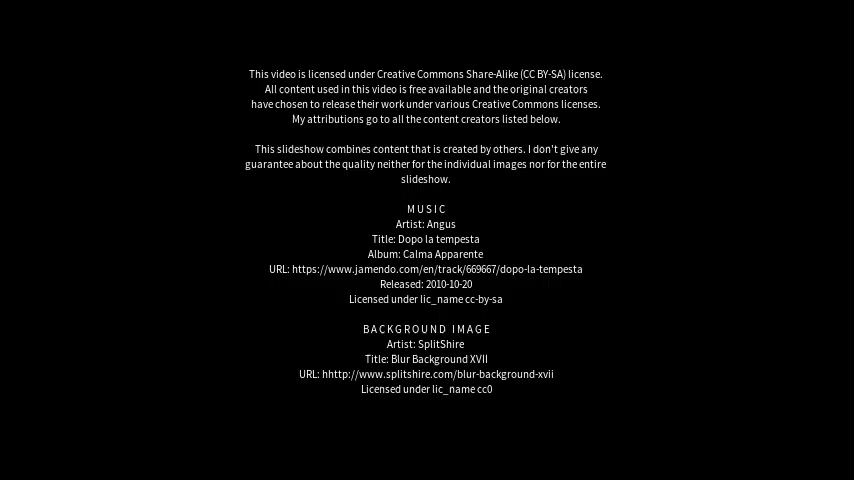 This video is licensed under Creative Commons Share-Alike (CC BY-SA) license.
All content used in this video is free available and the original creators
have chosen to release their work under various Creative Commons licenses.
My attributions go to all the content creators listed below.
This slideshow combines content that is created by others. I don't give any
guarantee about the quality neither for the individual images nor for the entire
slideshow.
MUSIC
Artist: Angus
Title: Dopo la tempesta
Album: Calma Apparente
URL: https://www.jamendo.com/en/track/669667/dopo-la-tempesta
Released: 2010-10-20
Licensed under lic_name cc-by-sa
BACKGROUND IMAGE
Artist: SplitShire
Title: Blur Background XVII
URL: hhttp://www.splitshire.com/blur-background-xvii
Licensed under lic_name cc0